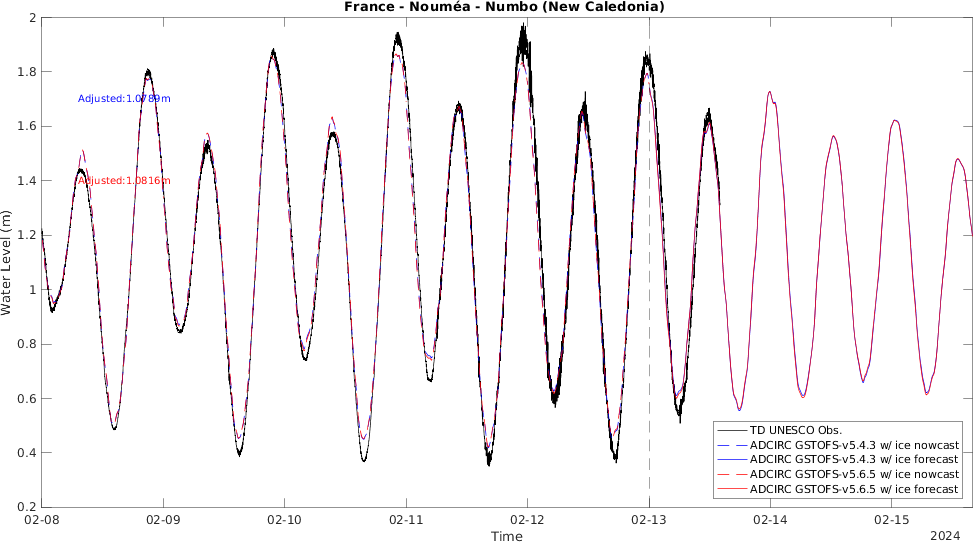 France - Nouméa - Numbo (New Caledonia)
2
1.8
1.6
1.4
1.2
1
0.8
0.6
0.4
0.2
Water Level (m)
Adjusted:1.0789m
Adjusted:1.0816m
TD UNESCO Obs.
ADCIRC GSTOFS-v5.4.3 w/ ice nowcast
ADCIRC GSTOFS-v5.4.3 w/ ice forecast
ADCIRC GSTOFS-v5.6.5 w/ ice nowcast
ADCIRC GSTOFS-v5.6.5 w/ ice forecast
02-08 02-09 02-10 02-11 02-12 02-13 02-14 02-15
Time
2024